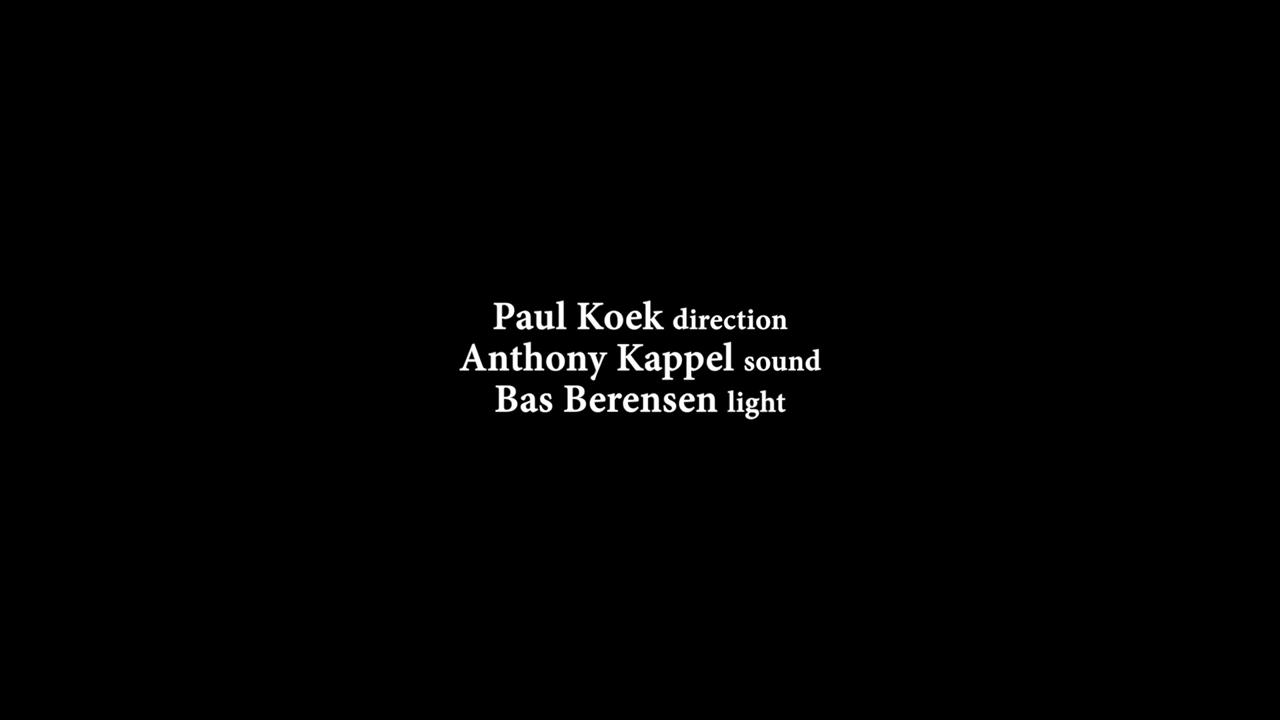 Paul Koek direction
Anthony Kappel sound
Bas Berensen light